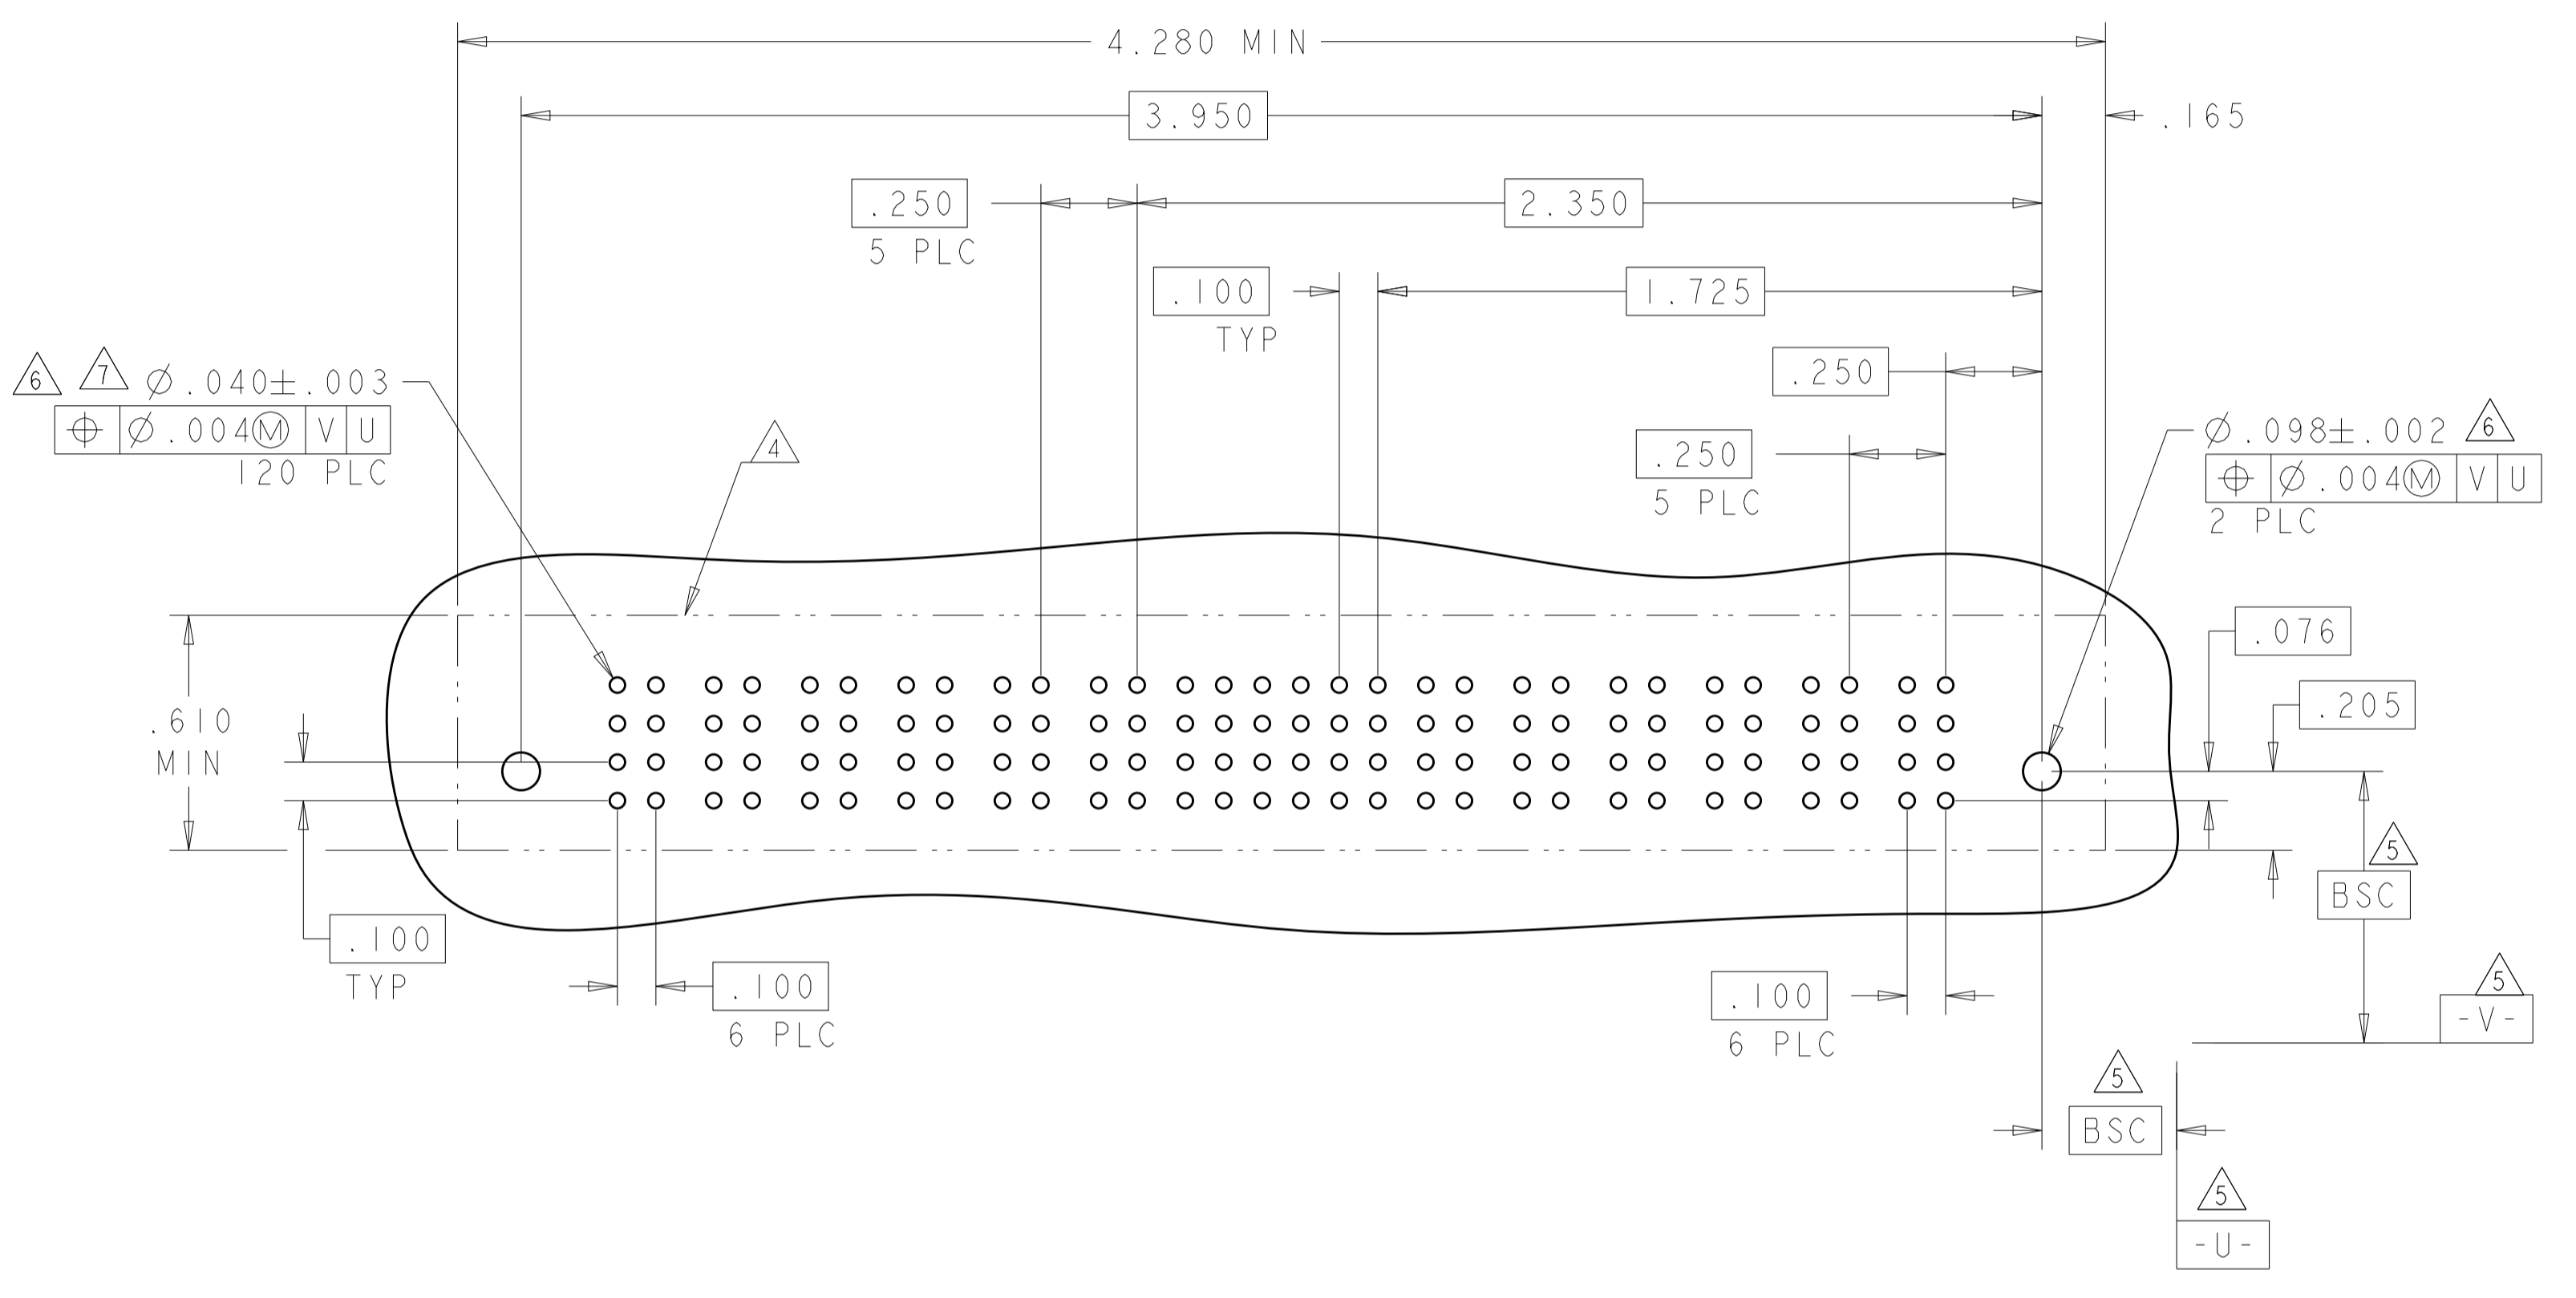 4.280 MIN
3.950
.165
.250
5 PLC
2.350
.100
TYP
1.725
.250
6
7
Ø.040±.003
⌖ Ø.004Ⓜ V U
120 PLC
4
.250
5 PLC
Ø.098±.002
6
⌖ Ø.004Ⓜ V U
2 PLC
.076
.205
.610
MIN
5
BSC
.100
TYP
.100
6 PLC
.100
6 PLC
5
-V-
5
BSC
5
-U-